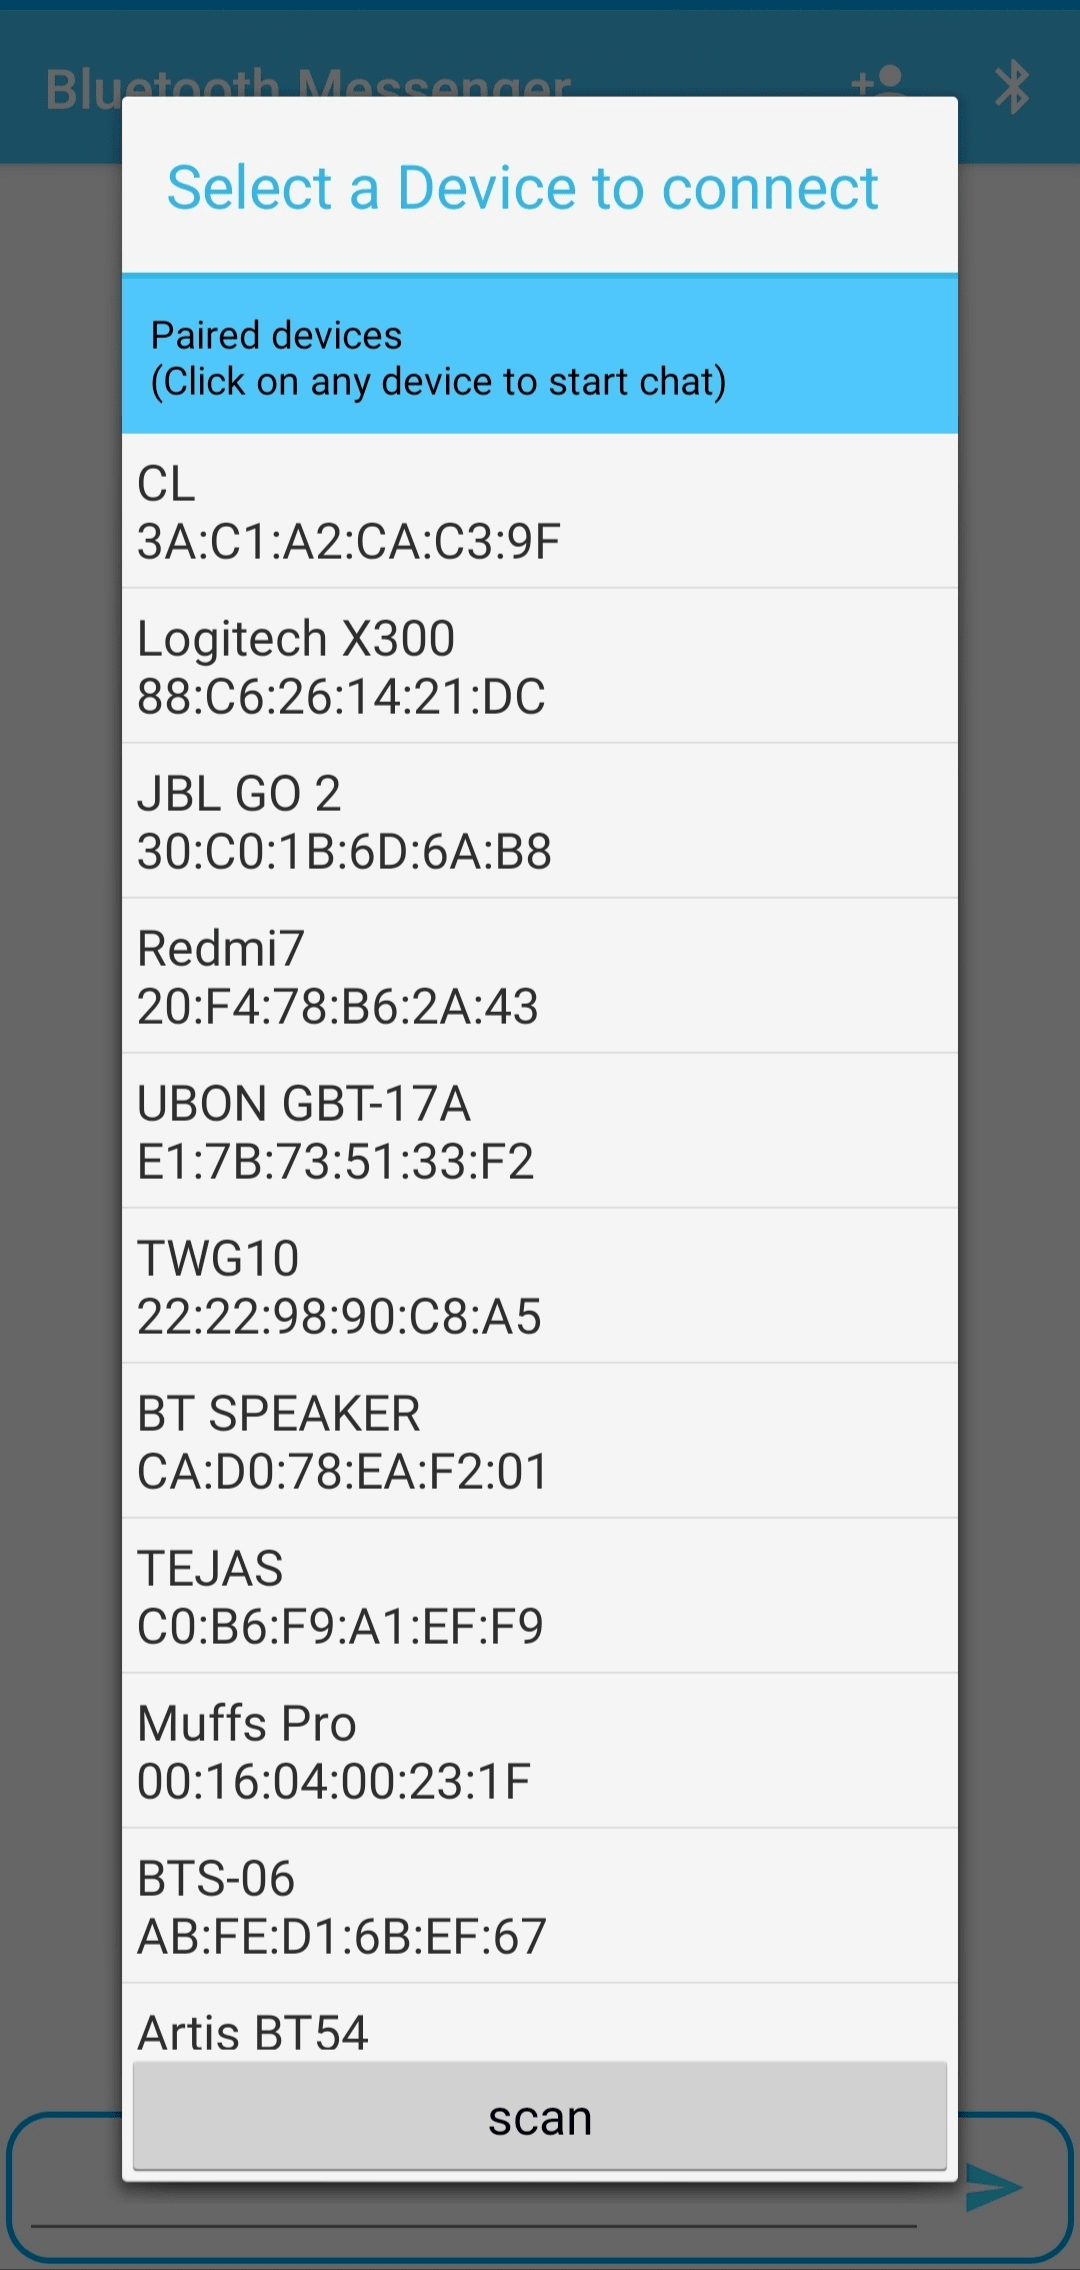 Bluetooth Messenger
Select a Device to connect
Paired devices
(Click on any device to start chat)
CL
3A:C1:A2:CA:C3:9F
Logitech X300
88:C6:26:14:21:DC
JBL GO 2
30:C0:1B:6D:6A:B8
Redmi7
20:F4:78:B6:2A:43
UBON GBT-17A
E1:7B:73:51:33:F2
TWG10
22:22:98:90:C8:A5
BT SPEAKER
CA:D0:78:EA:F2:01
TEJAS
C0:B6:F9:A1:EF:F9
Muffs Pro
00:16:04:00:23:1F
BTS-06
AB:FE:D1:6B:EF:67
Artis BT54
scan